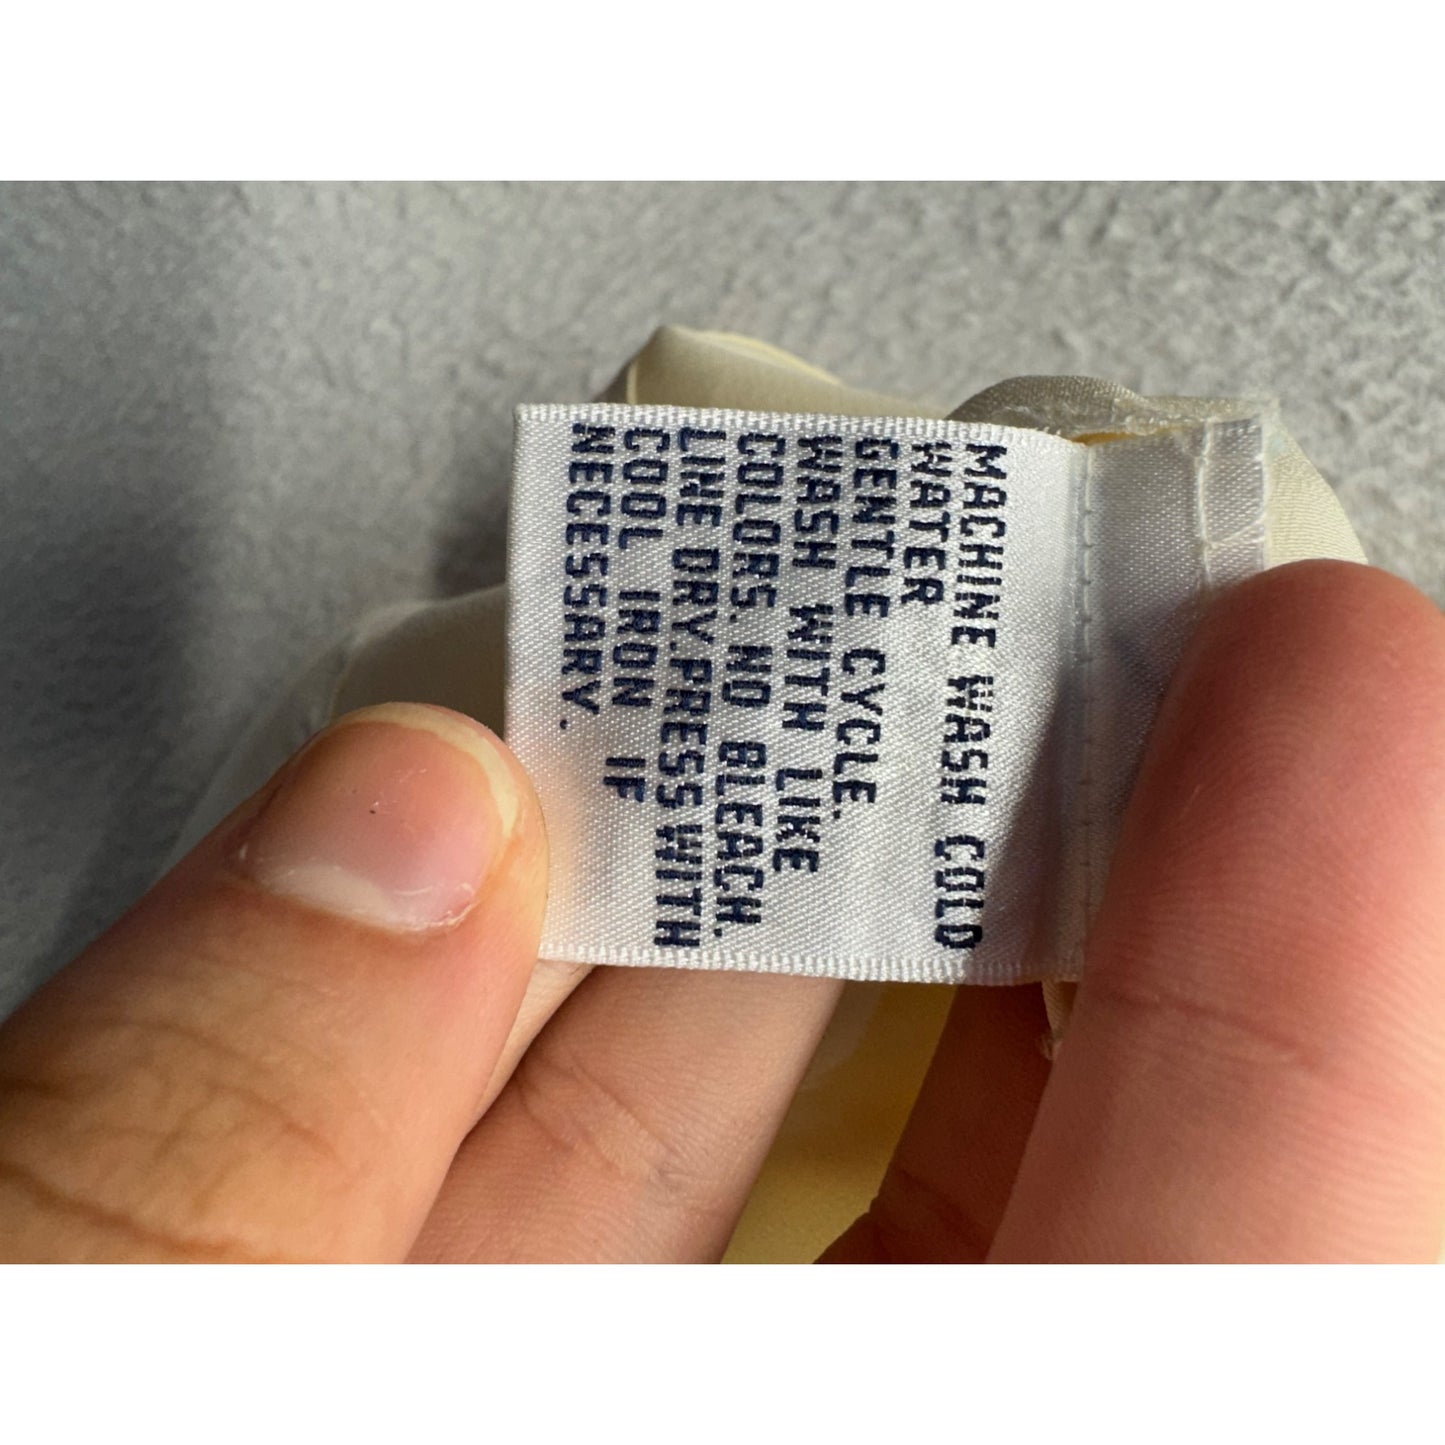 MACHINE WASH COLD
WATER
GENTLE CYCLE.
WASH WITH LIKE
COLORS. NO BLEACH.
LINE DRY.PRESS WITH
COOL IRON IF
NECESSARY.